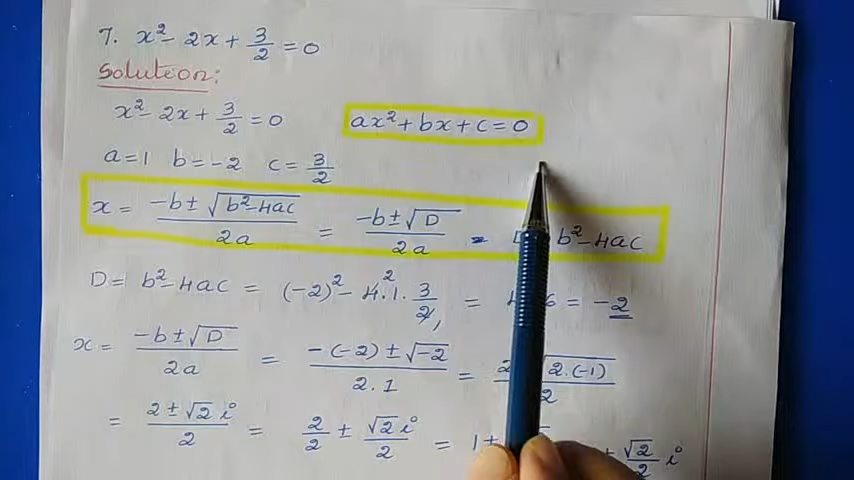 7. x² - 2x + 3/2 = 0
Solution:
x² - 2x + 3/2 = 0 ax² + bx + c = 0
a = 1 b = -2 c = 3/2
x = (-b ± √(b² - 4ac))/2a = (-b ± √D)/2a b² - 4ac
D = b² - 4ac = (-2)² - 4.1. 3/2 = 6 = -2
x = (-b ± √D)/2a = (-(-2) ± √-2)/2.1 = 2 √(2.(-1))/2
= (2 ± √2 i)/2 = 2/2 ± √2 i/2 = 1 ± √2/2 i